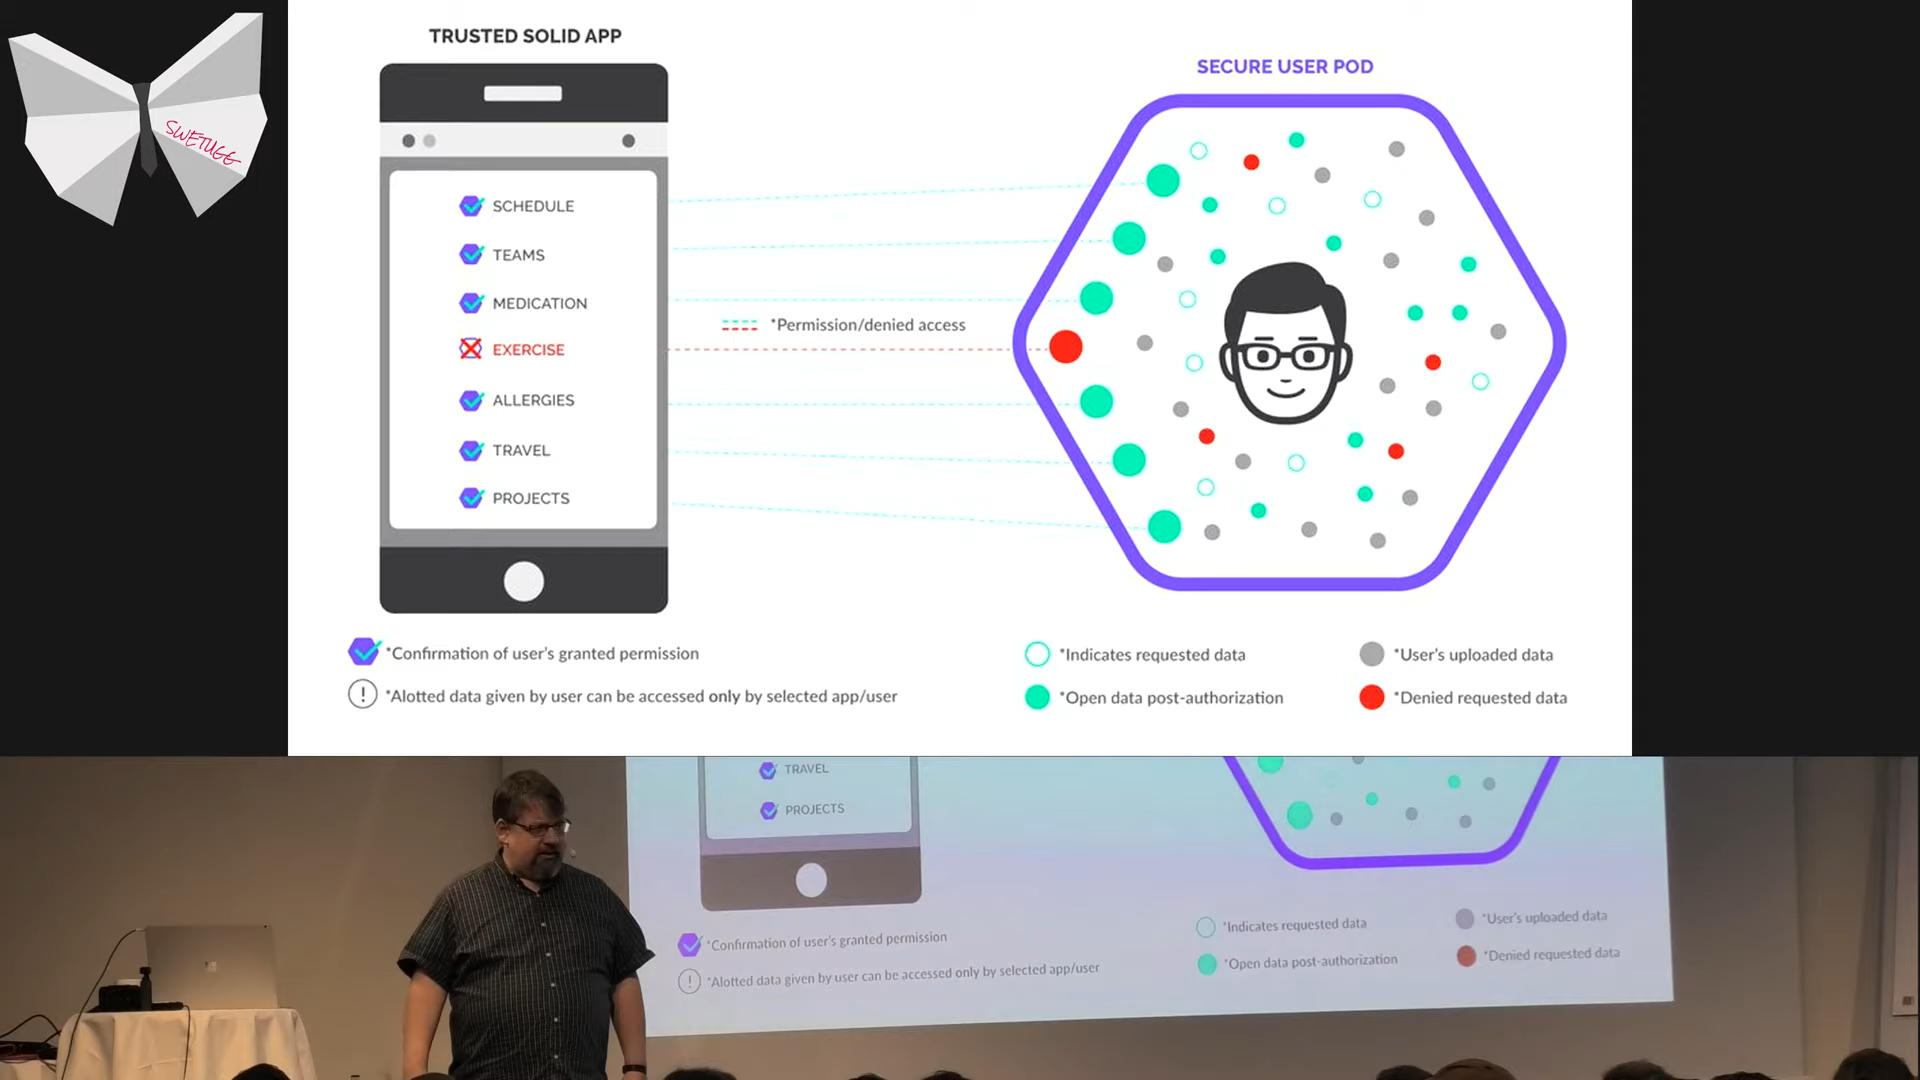 SWETUGG
TRUSTED SOLID APP
SCHEDULE
TEAMS
MEDICATION
EXERCISE
ALLERGIES
TRAVEL
PROJECTS
*Permission/denied access
SECURE USER POD
*Confirmation of user's granted permission
*Alotted data given by user can be accessed only by selected app/user
*Indicates requested data
*User's uploaded data
*Open data post-authorization
*Denied requested data
TRAVEL
PROJECTS
*Confirmation of user's granted permission
*Alotted data given by user can be accessed only by selected app/user
*Indicates requested data
*User's uploaded data
*Open data post-authorization
*Denied requested data